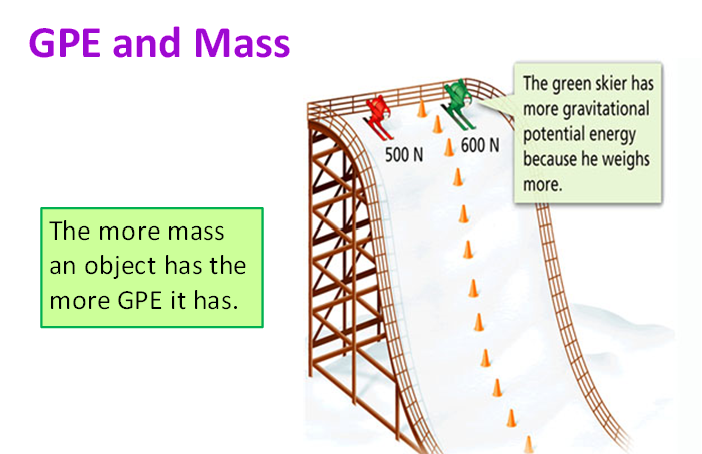 GPE and Mass
The green skier has
more gravitational
potential energy
because he weighs
more.
500 N
600 N
The more mass
an object has the
more GPE it has.